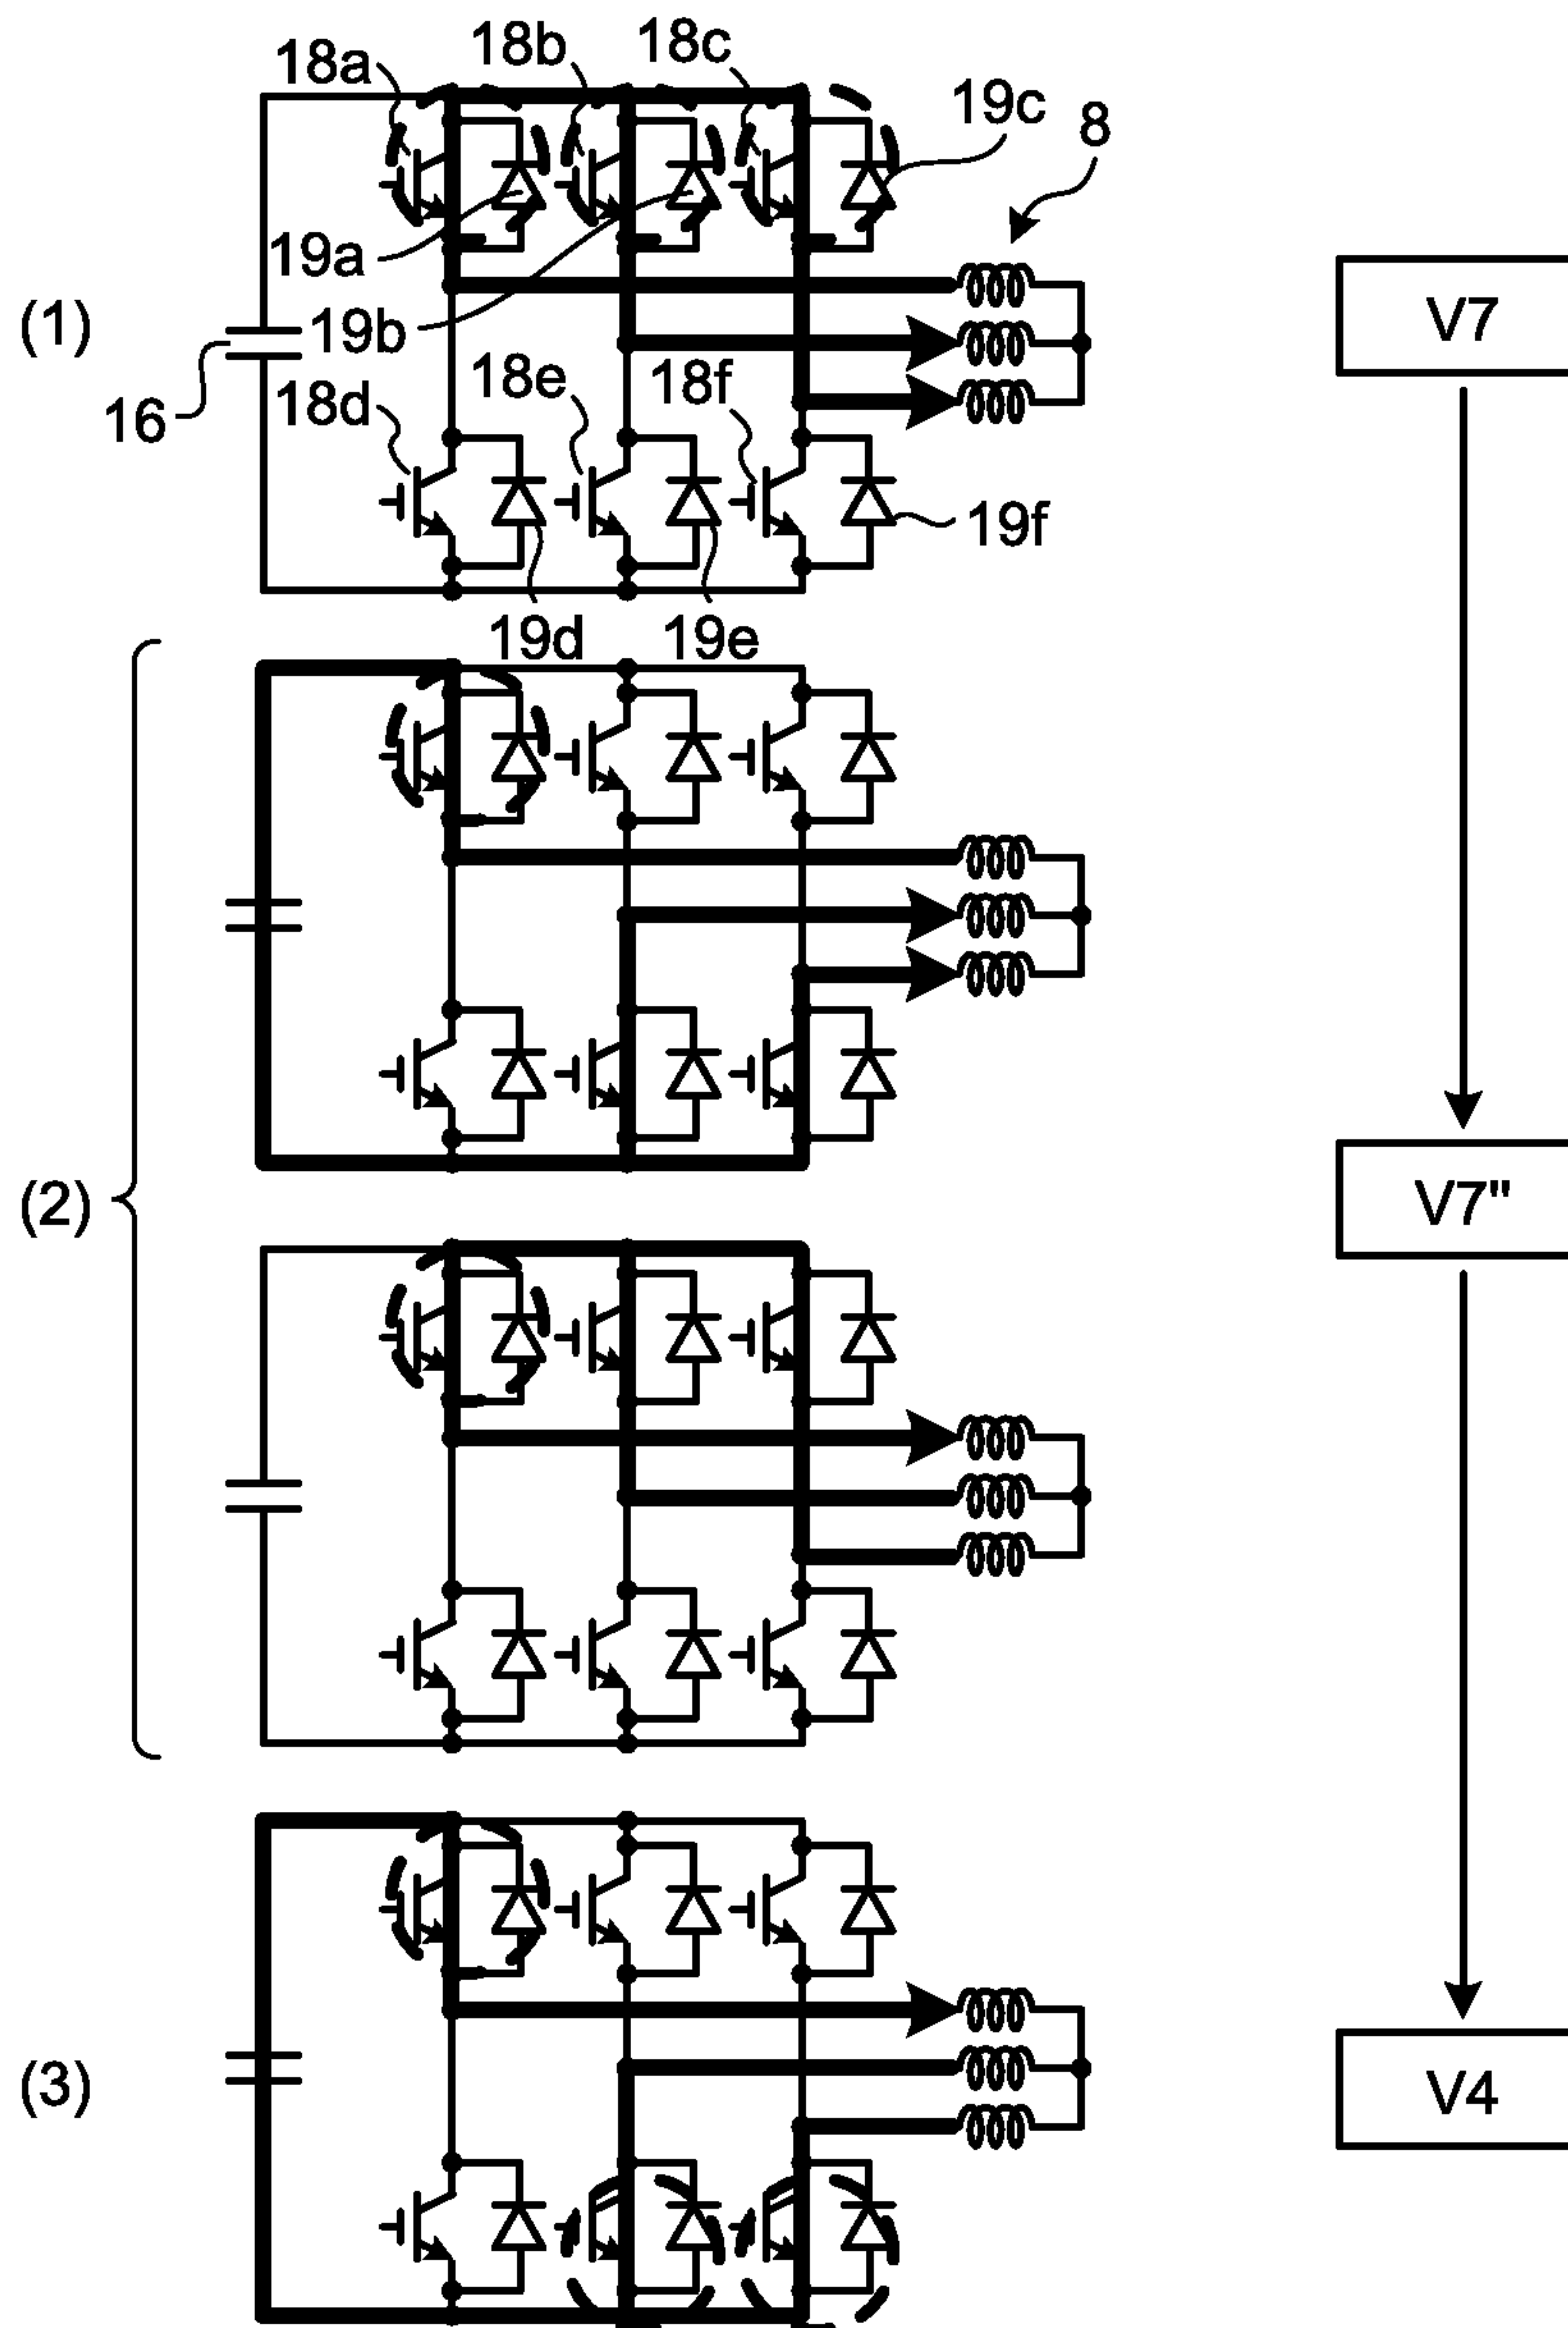 18a 18b 18c
19c 8
19a
(1) 19b V7
18e 18f
16 18d
19f
19d 19e
(2) V7"
(3) V4